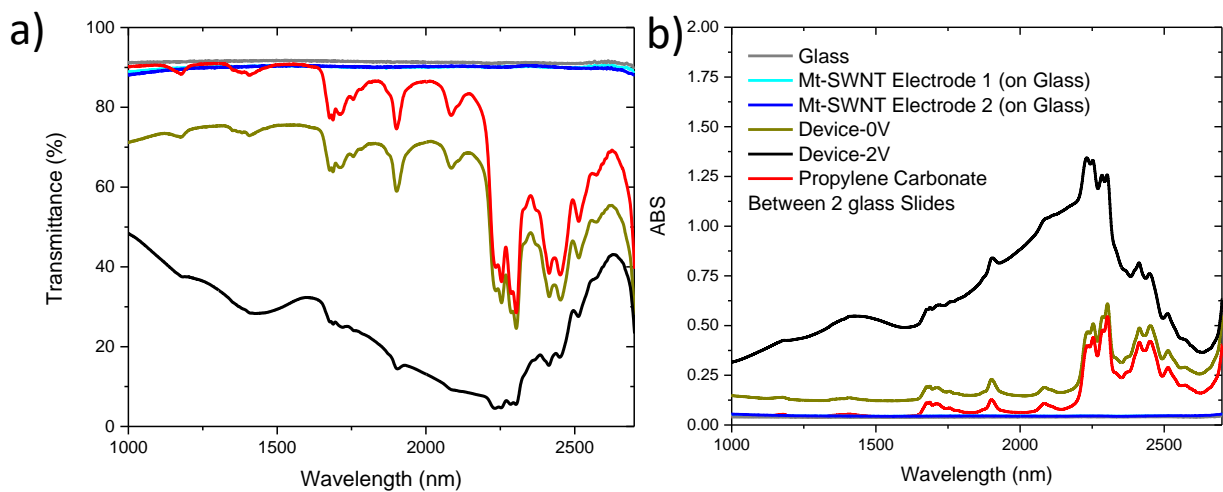 a)
100
80
60
40
20
0
Transmittance (%)
1000
1500
2000
2500
Wavelength (nm)
b)
2.00
1.75
1.50
1.25
1.00
0.75
0.50
0.25
0.00
ABS
Glass
Mt-SWNT Electrode 1 (on Glass)
Mt-SWNT Electrode 2 (on Glass)
Device-0V
Device-2V
Propylene Carbonate
Between 2 glass Slides
1000
1500
2000
2500
Wavelength (nm)